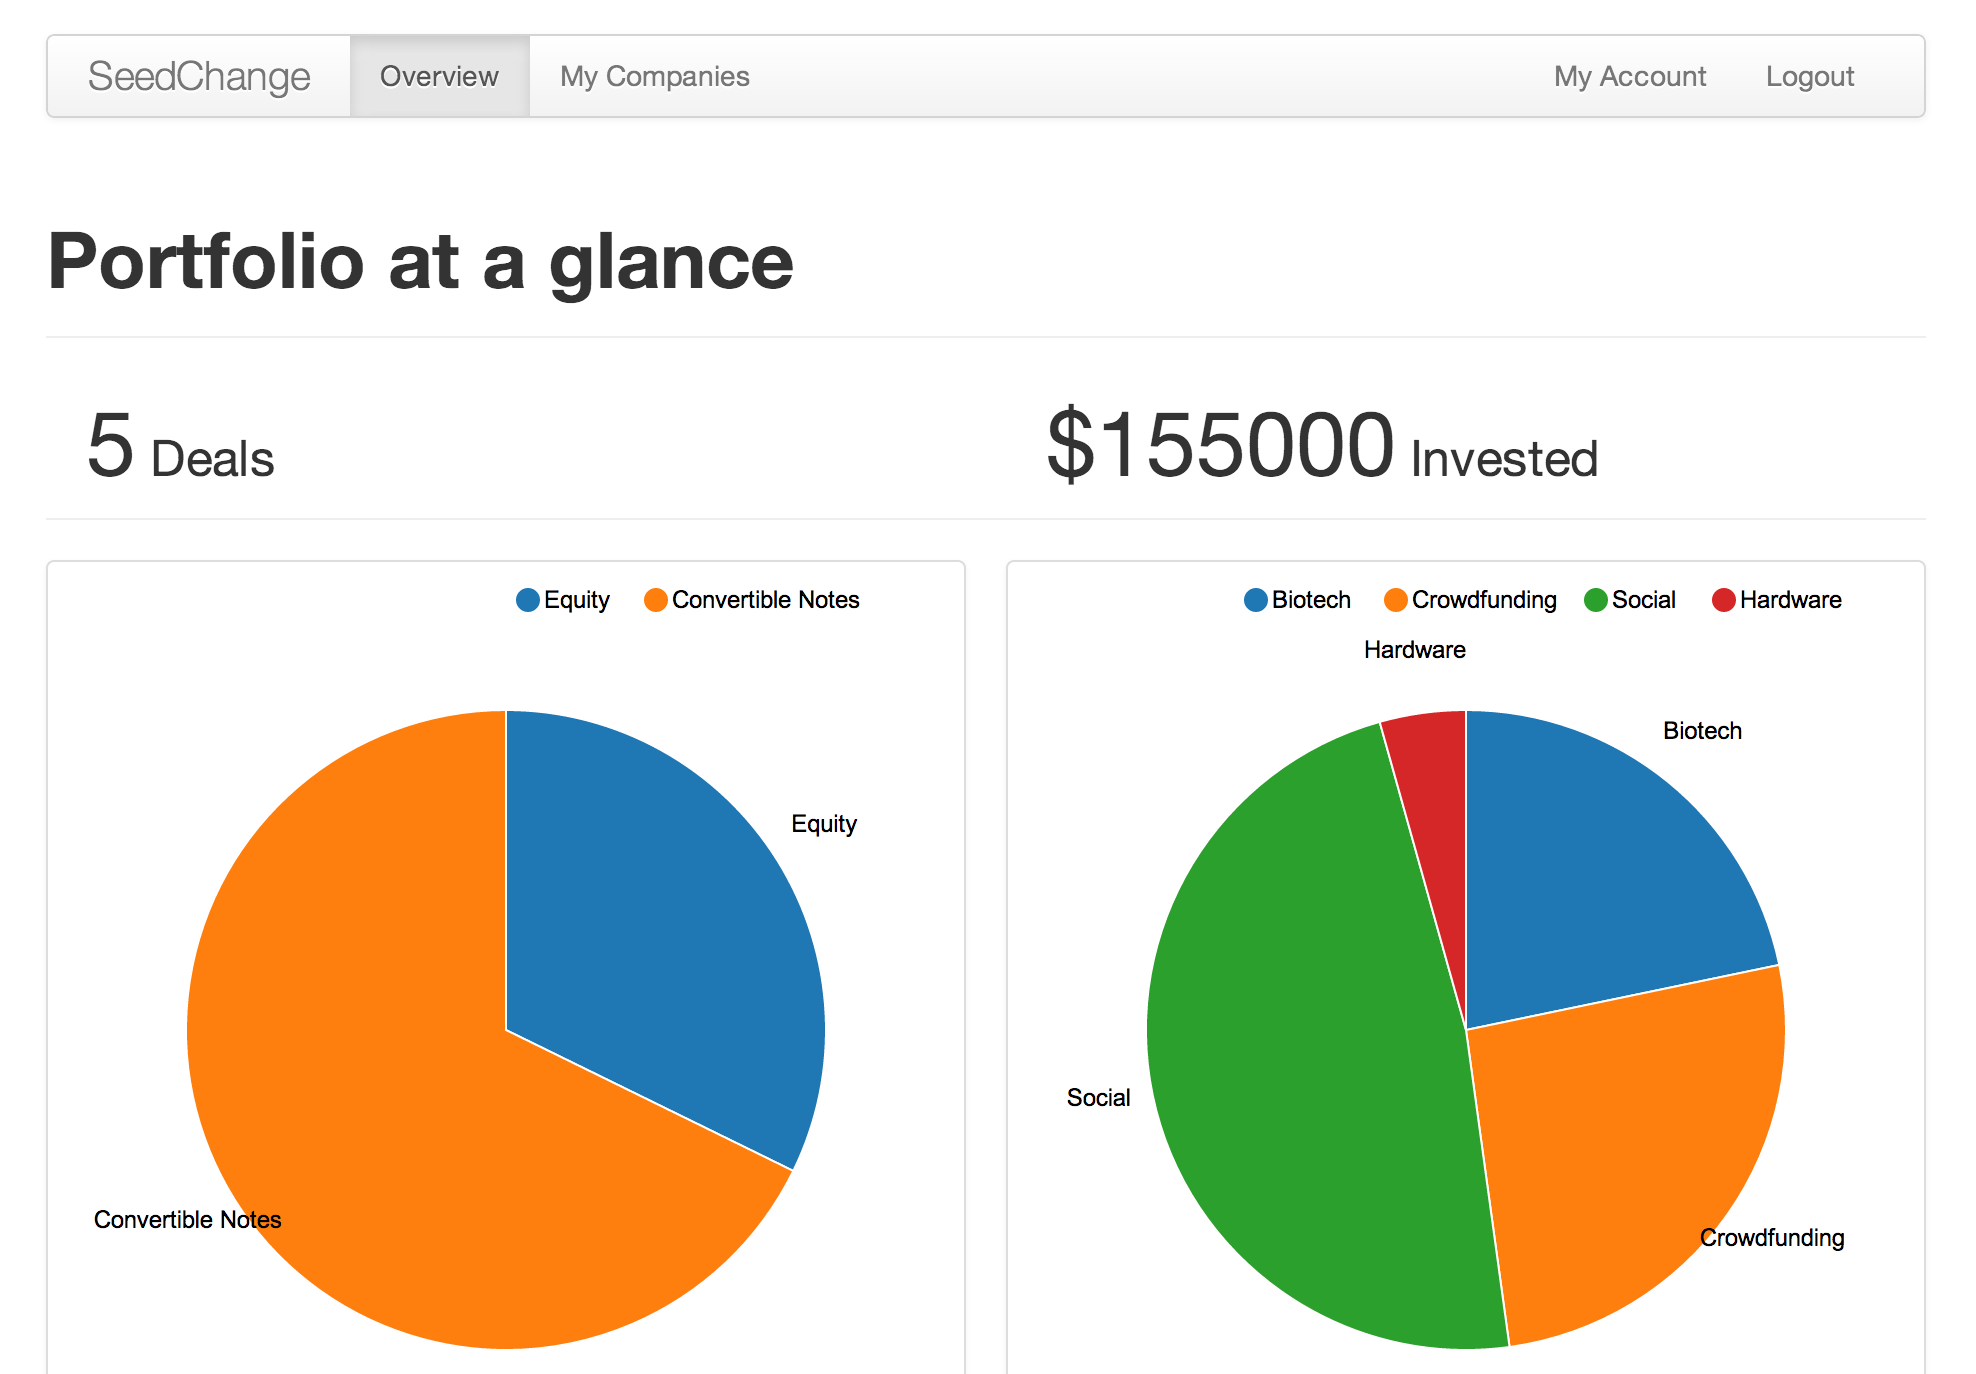 SeedChange Overview My Companies My Account Logout
Portfolio at a glance
5 Deals
$155000 Invested
Equity Convertible Notes
Equity
Convertible Notes
Biotech Crowdfunding Social Hardware
Hardware
Biotech
Social
Crowdfunding